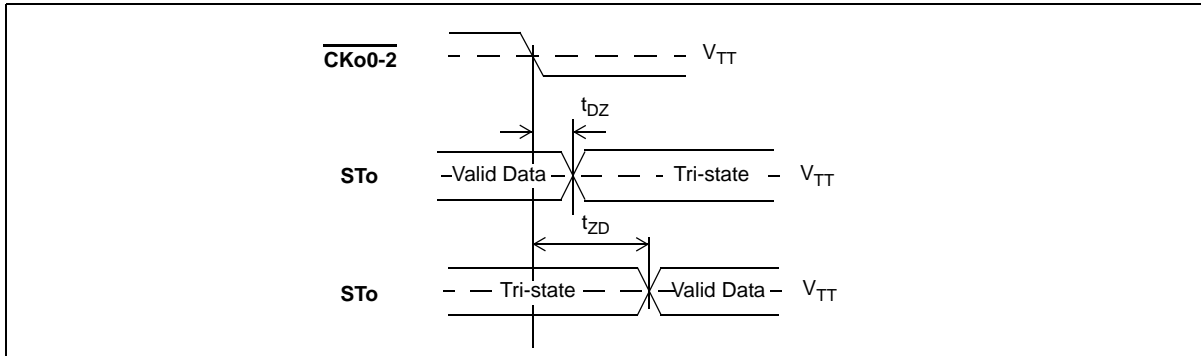 CKo0-2
V_TT
t_DZ
STo Valid Data Tri-state V_TT
t_ZD
STo Tri-state Valid Data V_TT